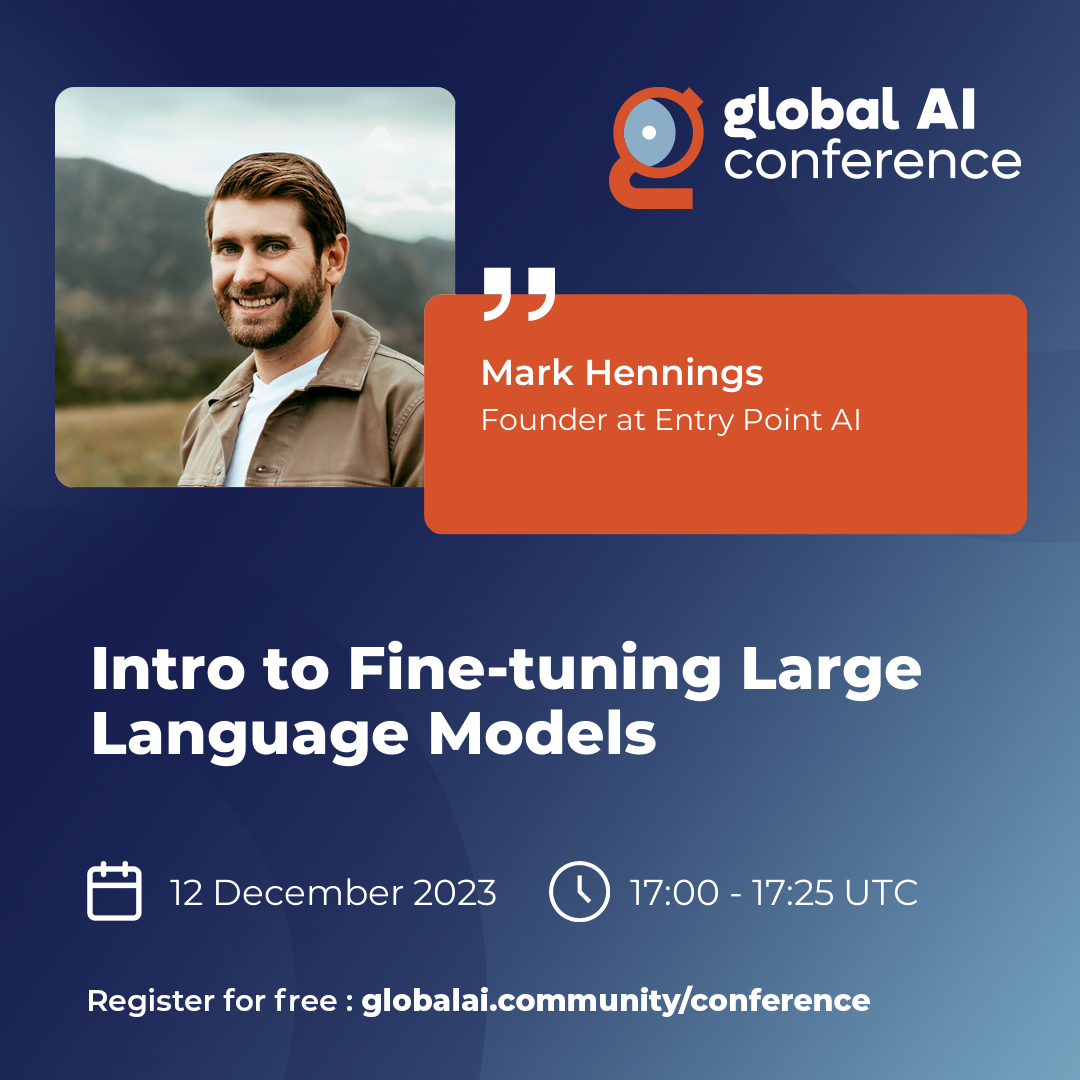 global AI
conference
Mark Hennings
Founder at Entry Point AI
Intro to Fine-tuning Large
Language Models
12 December 2023
17:00 - 17:25 UTC
Register for free : globalai.community/conference